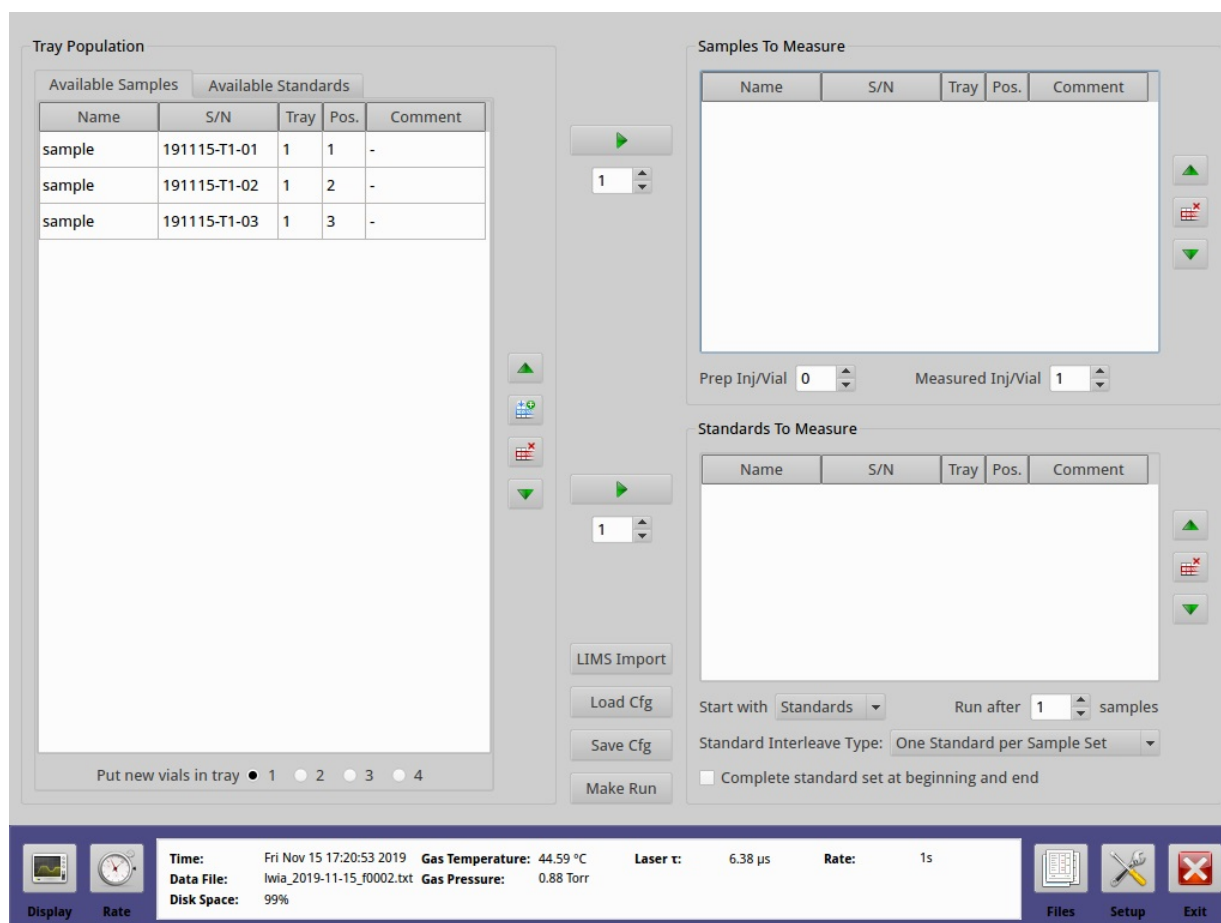 Tray Population
Available Samples Available Standards
Name S/N Tray Pos. Comment
sample 191115-T1-01 1 1 -
sample 191115-T1-02 1 2 -
sample 191115-T1-03 1 3 -
Put new vials in tray 1 2 3 4
1
1
LIMS Import
Load Cfg
Save Cfg
Make Run
Samples To Measure
Name S/N Tray Pos. Comment
Prep Inj/Vial 0 Measured Inj/Vial 1
Standards To Measure
Name S/N Tray Pos. Comment
Start with Standards Run after 1 samples
Standard Interleave Type: One Standard per Sample Set
Complete standard set at beginning and end
Display Rate
Time: Fri Nov 15 17:20:53 2019 Gas Temperature: 44.59 °C Laser τ: 6.38 μs Rate: 1s
Data File: lwia_2019-11-15_f0002.txt Gas Pressure: 0.88 Torr
Disk Space: 99%
Files Setup Exit